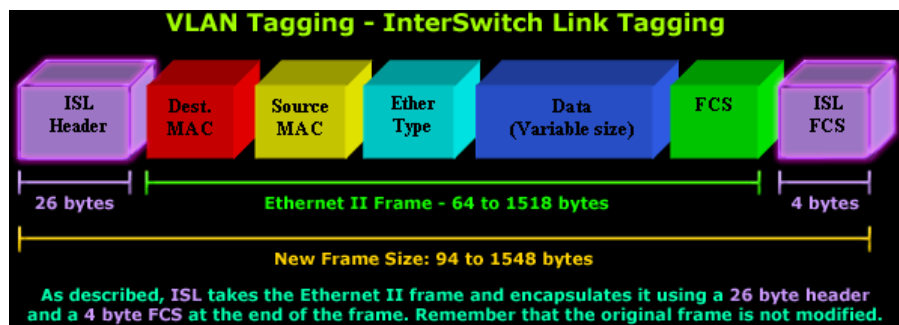 VLAN Tagging - InterSwitch Link Tagging
ISL
Header
Dest.
MAC
Source
MAC
Ether
Type
Data
(Variable size)
FCS
ISL
FCS
26 bytes
Ethernet II Frame - 64 to 1518 bytes
4 bytes
New Frame Size: 94 to 1548 bytes
As described, ISL takes the Ethernet II frame and encapsulates it using a 26 byte header
and a 4 byte FCS at the end of the frame. Remember that the original frame is not modified.